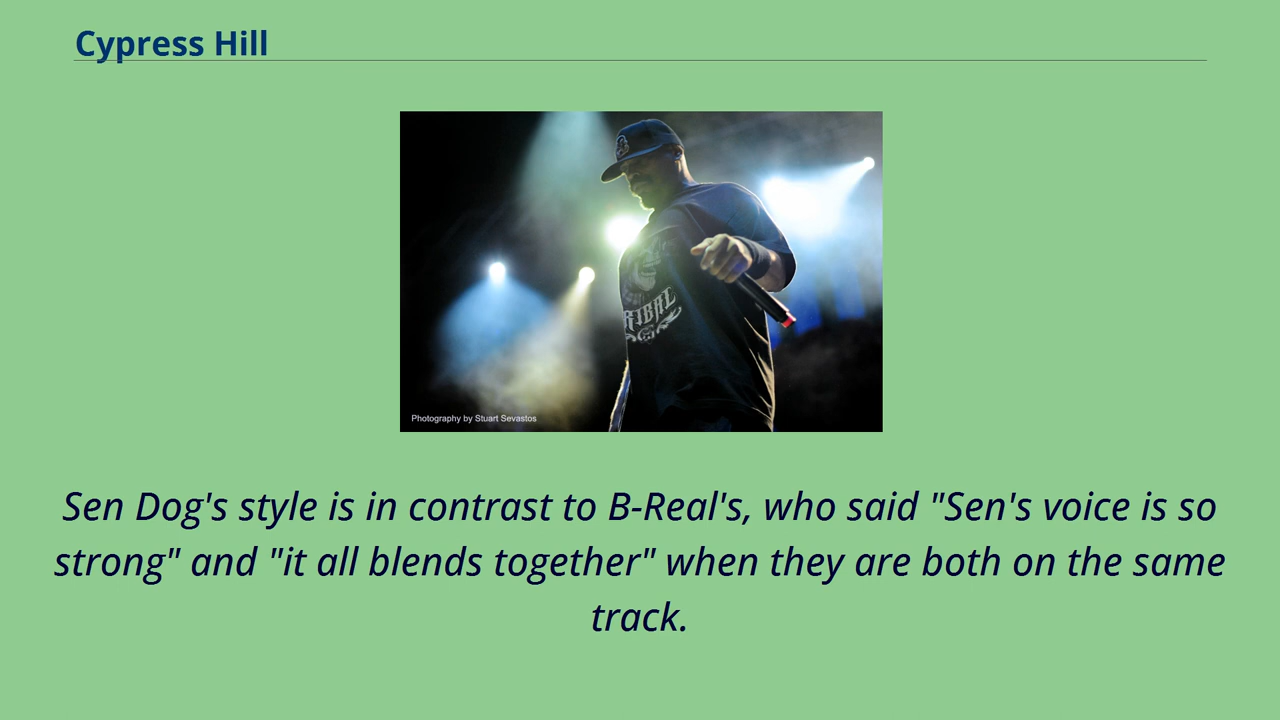 Cypress Hill
TRIBAL
Photography by Stuart Sevastos
Sen Dog's style is in contrast to B-Real's, who said "Sen's voice is so
strong" and "it all blends together" when they are both on the same
track.